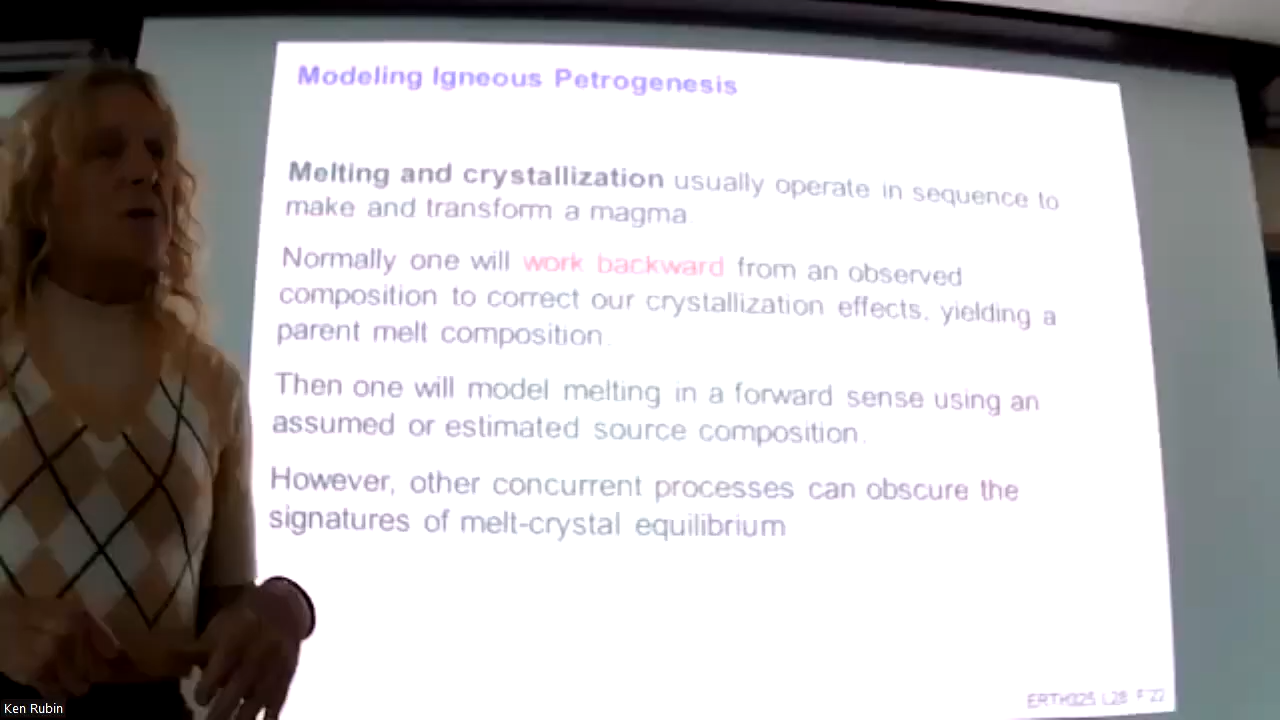 Modeling Igneous Petrogenesis
Melting and crystallization usually operate in sequence to
make and transform a magma.
Normally one will work backward from an observed
composition to correct our crystallization effects, yielding a
parent melt composition.
Then one will model melting in a forward sense using an
assumed or estimated source composition.
However, other concurrent processes can obscure the
signatures of melt-crystal equilibrium
ERTH325 L28 F'22
Ken Rubin